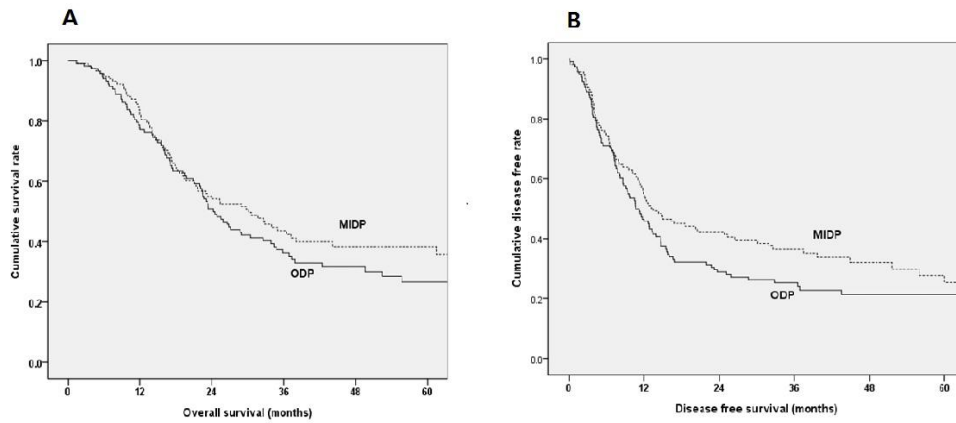 A
1.0
0.8
0.6
0.4
0.2
0.0
Cumulative survival rate
MIDP
ODP
0 12 24 36 48 60
Overall survival (months)
B
1.0
0.8
0.6
0.4
0.2
0.0
Cumulative disease free rate
MIDP
ODP
0 12 24 36 48 60
Disease free survival (months)